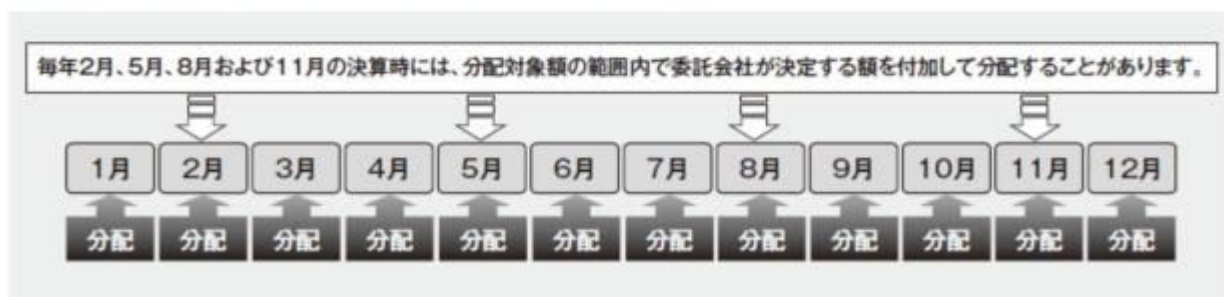 毎年2月、5月、8月および11月の決算時には、分配対象額の範囲内で委託会社が決定する額を付加して分配することがあります。
1月 2月 3月 4月 5月 6月 7月 8月 9月 10月 11月 12月
分配 分配 分配 分配 分配 分配 分配 分配 分配 分配 分配 分配